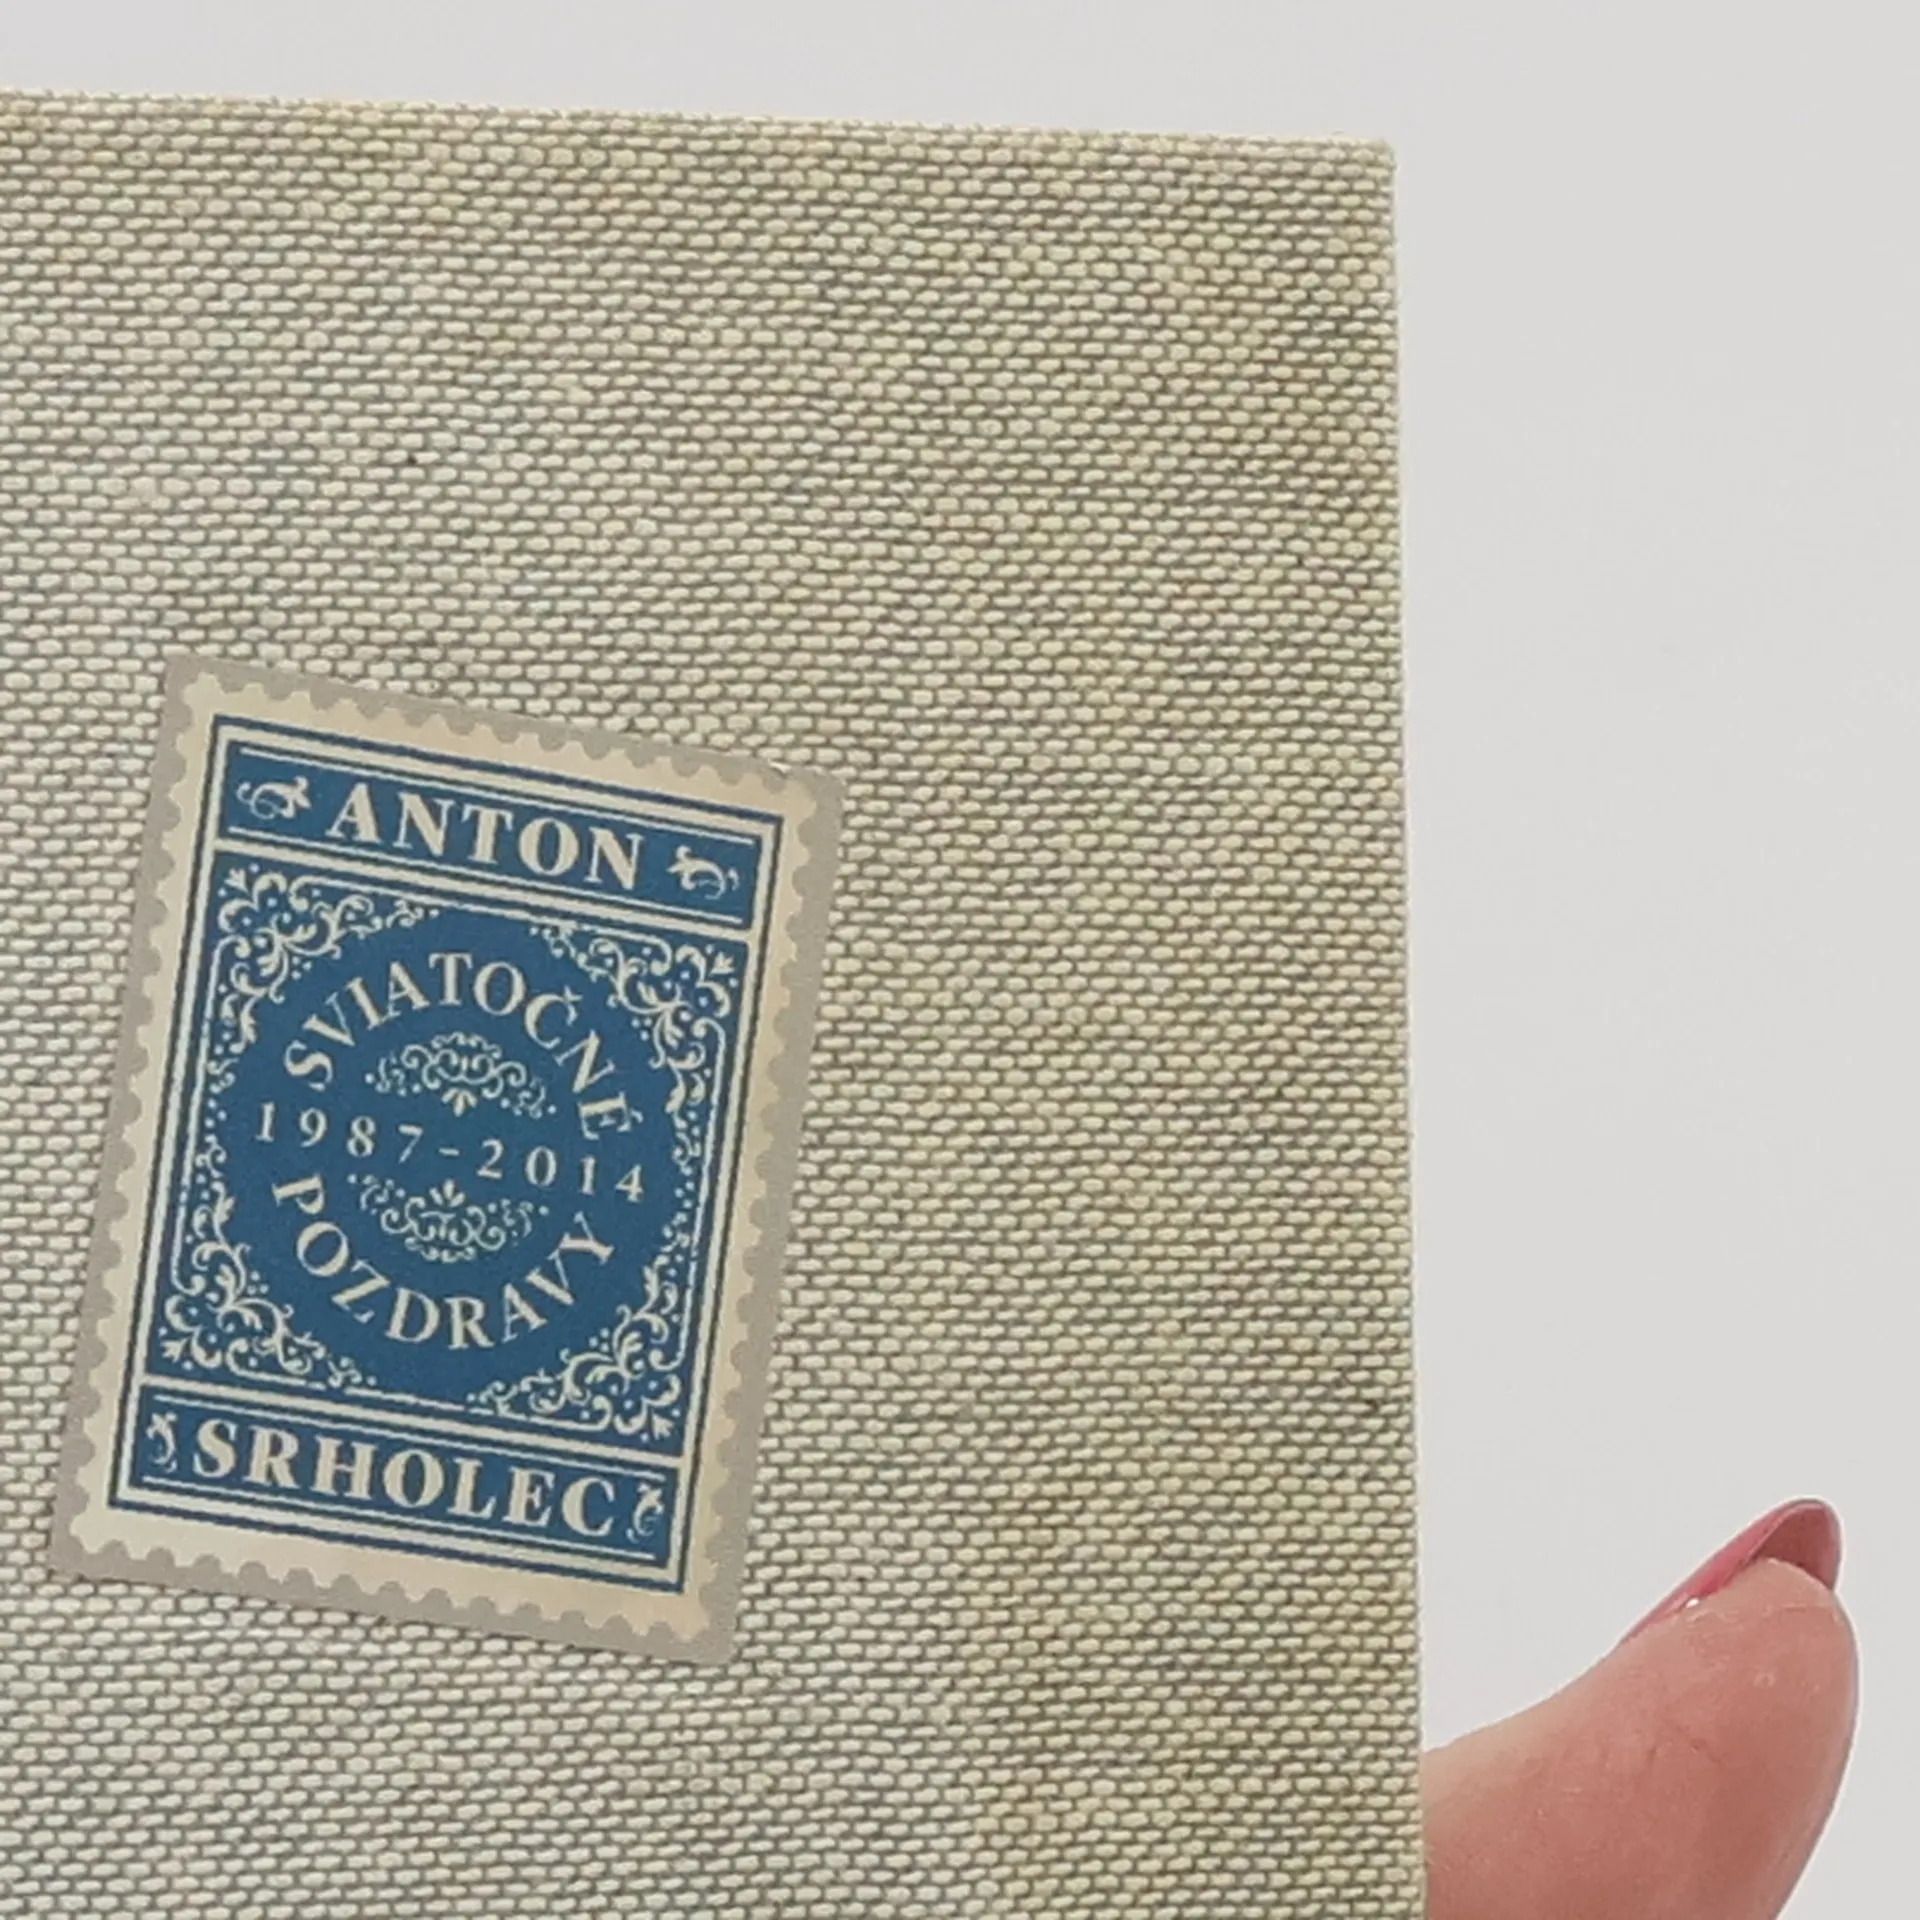 ANTON
SVIATOČNÉ
1987-2014
POZDRAVY
SRHOLEC